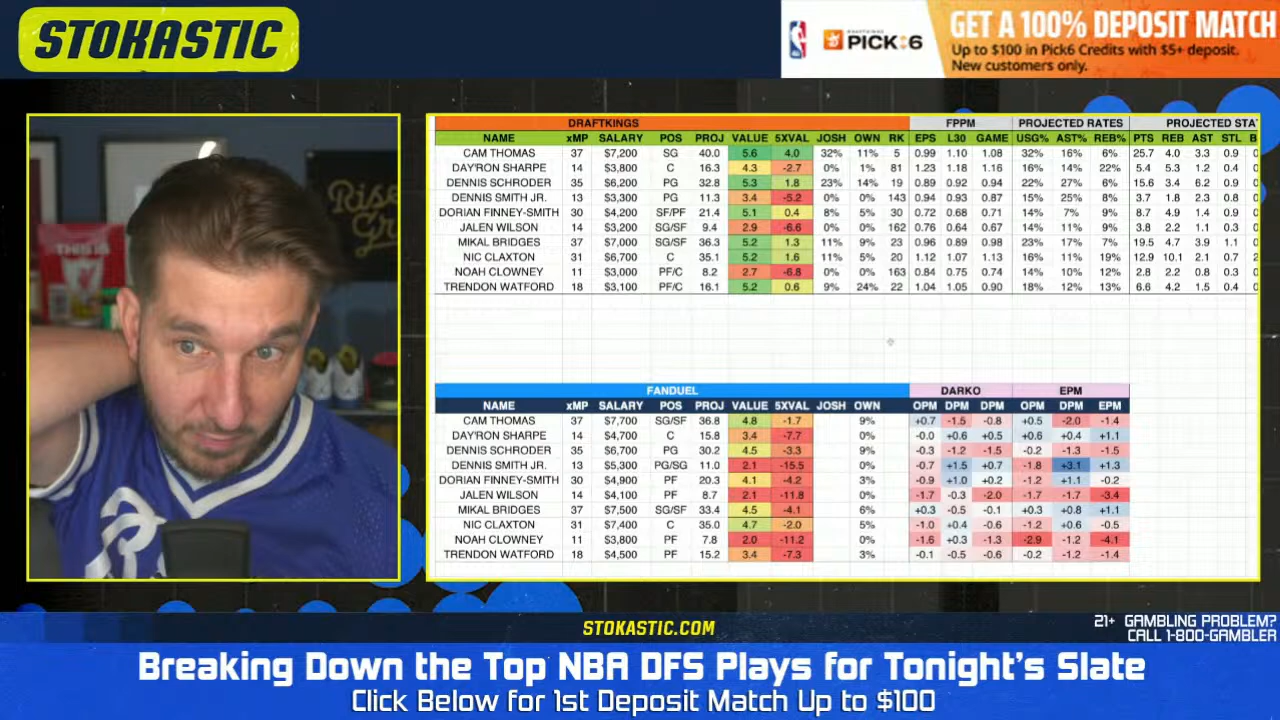 STOKASTIC
NBA
PICK6
GET A 100% DEPOSIT MATCH
Up to $100 in Pick6 Credits with $5+ deposit.
New customers only.
THIS IS
Rise
Gr
DRAFTKINGS FPPM PROJECTED RATES PROJECTED STA
NAME xMP SALARY POS PROJ VALUE 5XVAL JOSH OWN RK EPS L30 GAME USG% AST% REB% PTS REB AST STL B
CAM THOMAS 37 $7,200 SG 40.0 5.6 4.0 32% 11% 5 0.99 1.10 1.08 32% 16% 6% 25.7 4.0 3.3 0.9
DAY'RON SHARPE 14 $3,800 C 16.3 4.3 -2.7 0% 1% 81 1.23 1.18 1.16 16% 14% 22% 5.4 5.3 1.2 0.4
DENNIS SCHRODER 35 $6,200 PG 32.8 5.3 1.8 23% 14% 19 0.89 0.92 0.94 22% 27% 6% 15.6 3.4 6.2 0.9
DENNIS SMITH JR. 13 $3,300 PG 11.3 3.4 -5.2 0% 0% 143 0.94 0.93 0.87 15% 25% 8% 3.7 1.8 2.3 0.8
DORIAN FINNEY-SMITH 30 $4,200 SF/PF 21.4 5.1 0.4 8% 5% 30 0.72 0.68 0.71 14% 7% 9% 8.7 4.9 1.4 0.9
JALEN WILSON 14 $3,200 SG/SF 9.4 2.9 -6.6 0% 0% 162 0.76 0.64 0.68 14% 11% 9% 3.8 2.2 1.1 0.3
MIKAL BRIDGES 37 $7,000 SG/SF 36.3 5.2 1.3 11% 9% 23 0.96 0.89 0.98 23% 17% 7% 19.5 4.7 3.9 1.1
NIC CLAXTON 31 $6,700 C 35.1 5.2 1.6 11% 5% 20 1.12 1.07 1.13 16% 11% 19% 12.9 10.1 2.1 0.7 2
NOAH CLOWNEY 11 $3,000 PF/C 8.2 2.7 -6.8 0% 0% 163 0.84 0.75 0.74 14% 10% 12% 2.8 2.2 0.8 0.3
TRENDON WATFORD 18 $3,100 PF/C 16.1 5.2 0.6 9% 24% RK 1.04 1.05 0.90 18% 12% 13% 6.6 4.2 1.5 0.4
FANDUEL DARKO EPM
NAME xMP SALARY POS PROJ VALUE 5XVAL JOSH OWN OPM DPM DPM OPM DPM EPM
CAM THOMAS 37 $7,700 SG/SF 36.8 4.8 -1.7 9% +0.7 -1.5 -0.8 +0.5 -2.0 -1.4
DAY'RON SHARPE 14 $4,700 C 15.8 3.4 -7.7 0% -0.0 +0.6 +0.5 +0.6 +0.4 +1.1
DENNIS SCHRODER 35 $6,700 PG 30.2 4.5 -3.3 9% -0.3 -1.2 -1.5 -0.2 -1.3 -1.5
DENNIS SMITH JR. 13 $5,300 PG/SG 11.0 2.1 -15.5 0% -0.7 +1.5 +0.7 -1.8 +3.1 +1.3
DORIAN FINNEY-SMITH 30 $4,900 PF 20.3 4.1 -4.2 3% -0.9 +1.0 +0.2 -1.2 +1.1 -0.2
JALEN WILSON 14 $4,100 PF 8.7 2.1 -11.8 0% -1.7 -0.3 -2.0 -1.7 -1.7 -3.4
MIKAL BRIDGES 37 $7,500 SG/SF 33.4 4.5 -4.1 6% +0.3 -0.5 -0.1 +0.3 +0.8 +1.1
NIC CLAXTON 31 $7,400 C 35.0 4.7 -2.0 5% -1.0 +0.4 -0.6 -1.2 +0.6 -0.5
NOAH CLOWNEY 11 $3,800 PF 7.8 2.0 -11.2 0% -1.6 +0.3 -1.3 -2.9 -1.2 -4.1
TRENDON WATFORD 18 $4,500 PF 15.2 3.4 -7.3 3% -0.1 -0.5 -0.6 -0.2 -1.2 -1.4
STOKASTIC.COM
21+ GAMBLING PROBLEM?
CALL 1-800-GAMBLER
Breaking Down the Top NBA DFS Plays for Tonight's Slate
Click Below for 1st Deposit Match Up to $100